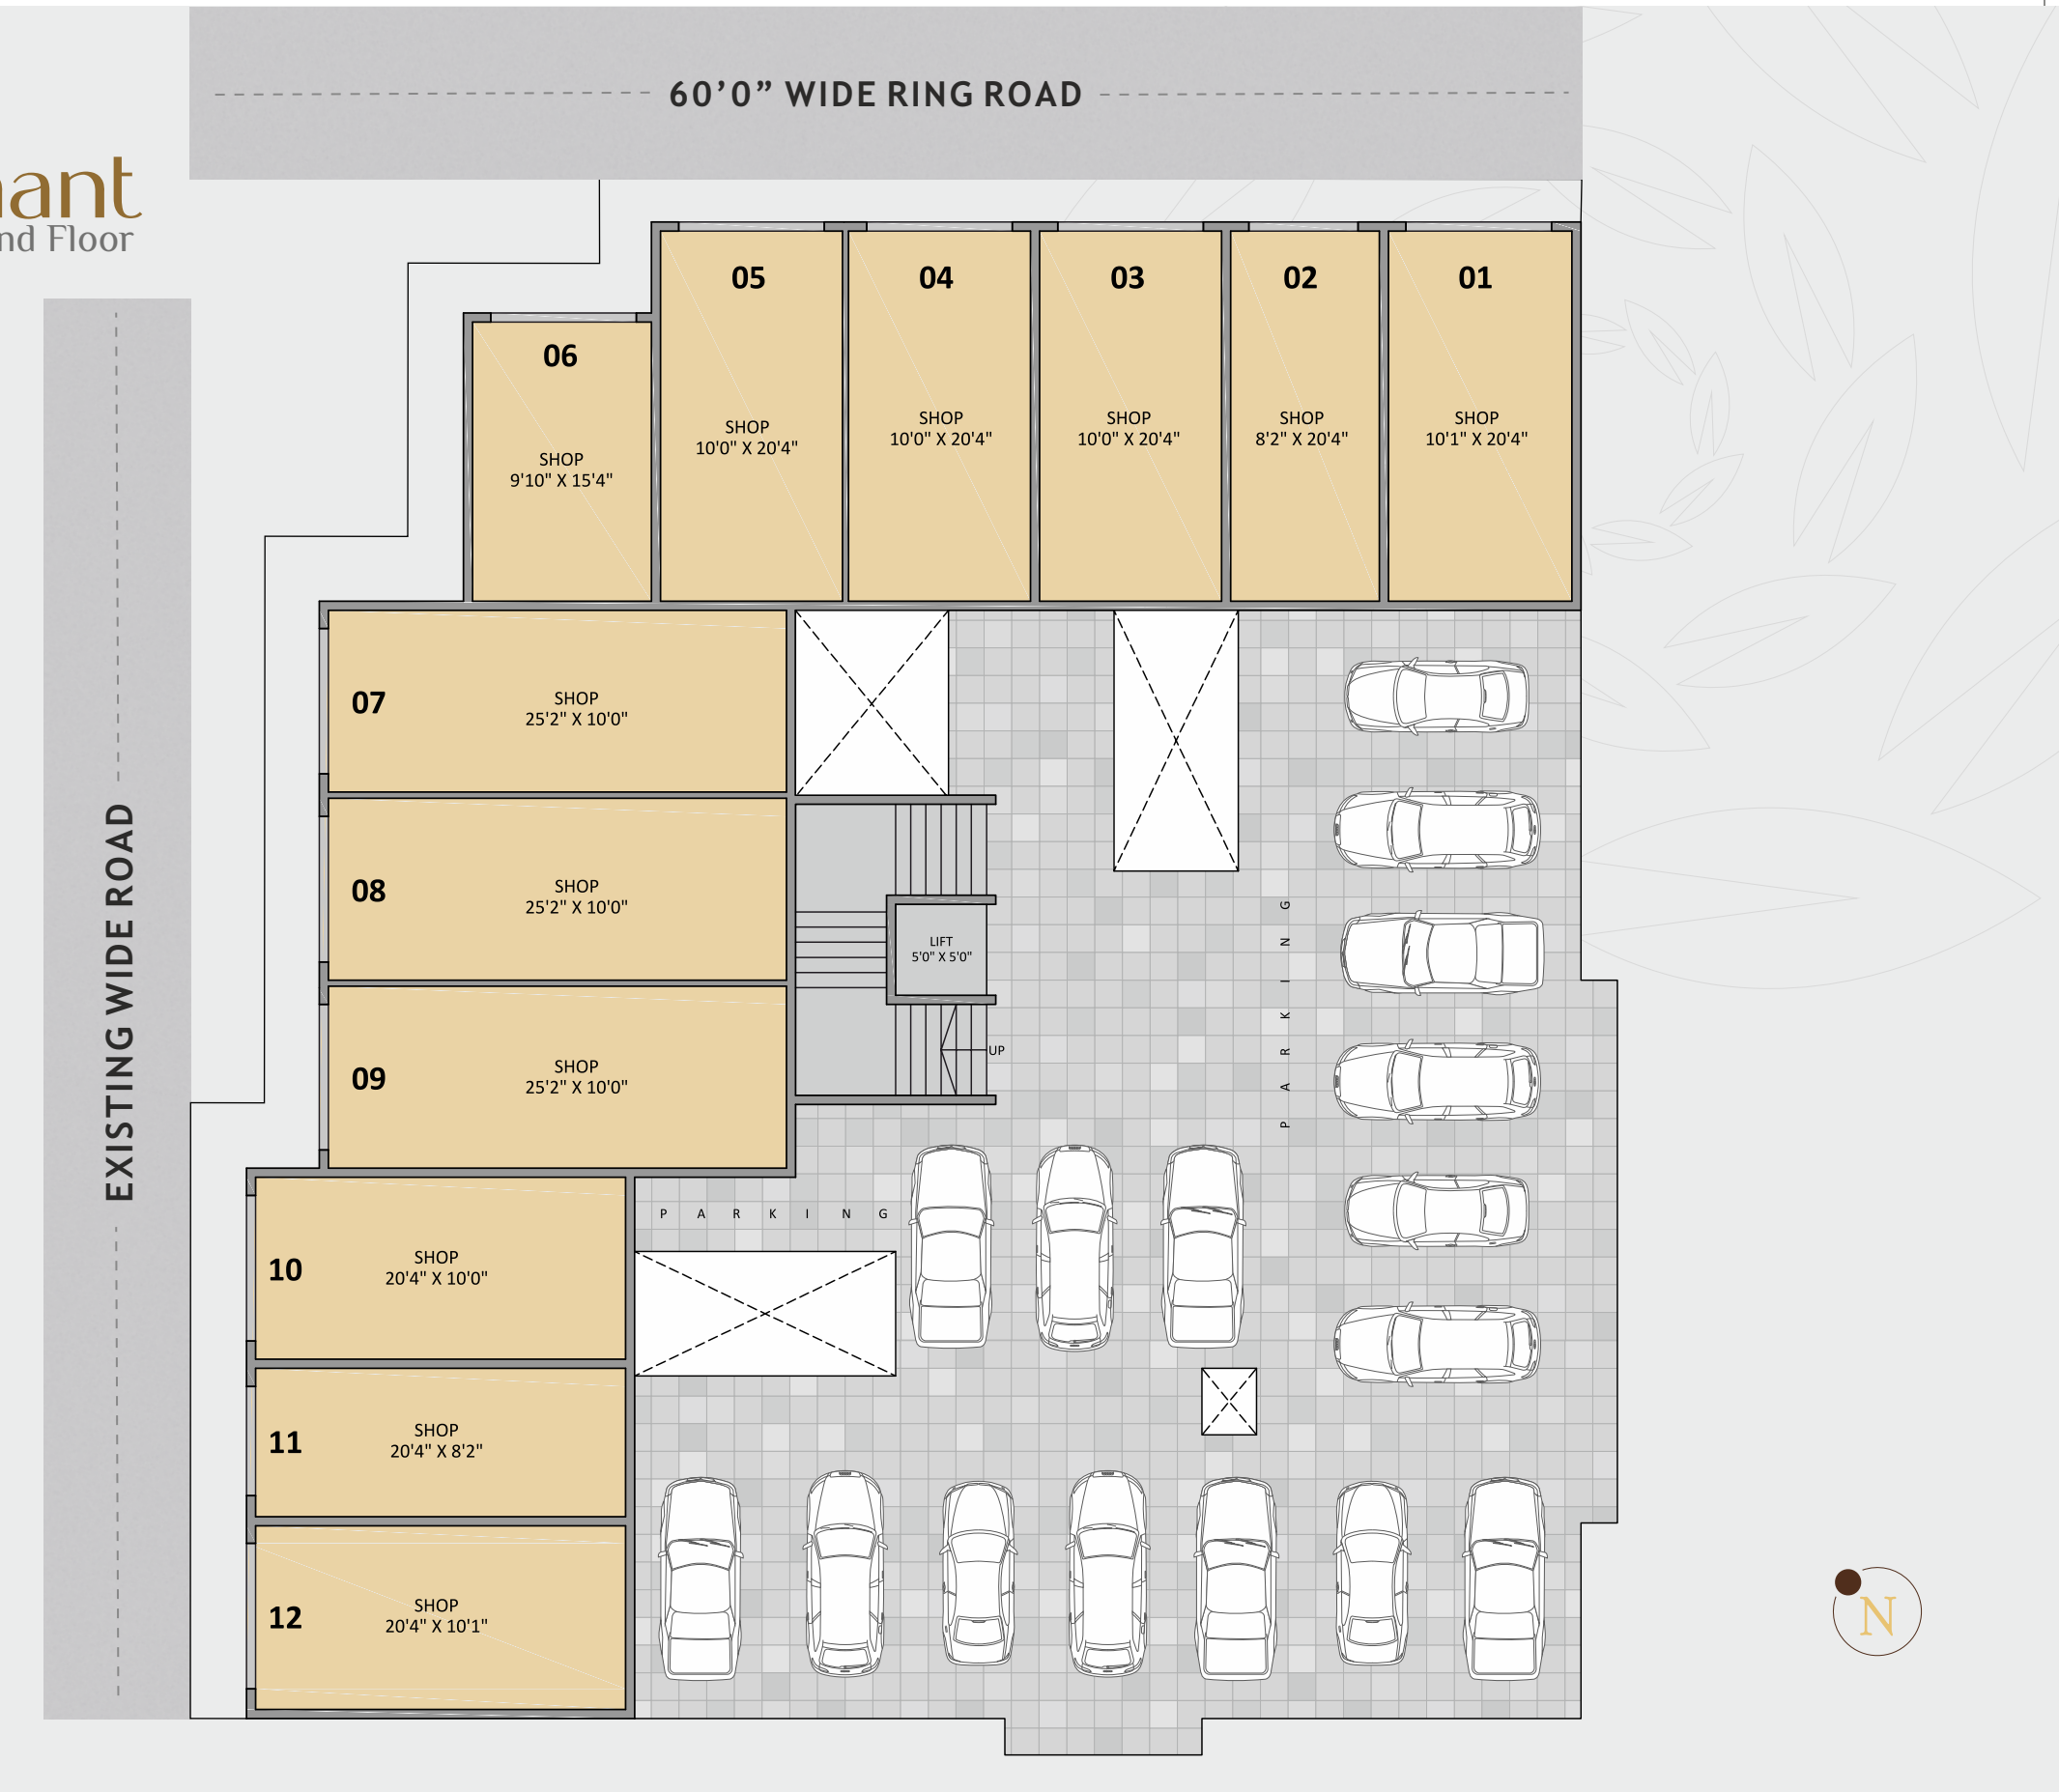 60’0” WIDE RING ROAD
nant
nd Floor
EXISTING WIDE ROAD
05
SHOP
10'0" X 20'4"
04
SHOP
10'0" X 20'4"
03
SHOP
10'0" X 20'4"
02
SHOP
8'2" X 20'4"
01
SHOP
10'1" X 20'4"
06
SHOP
9'10" X 15'4"
07
SHOP
25'2" X 10'0"
08
SHOP
25'2" X 10'0"
09
SHOP
25'2" X 10'0"
LIFT
5'0" X 5'0"
UP
PARKING
PARKING
10
SHOP
20'4" X 10'0"
11
SHOP
20'4" X 8'2"
12
SHOP
20'4" X 10'1"
N